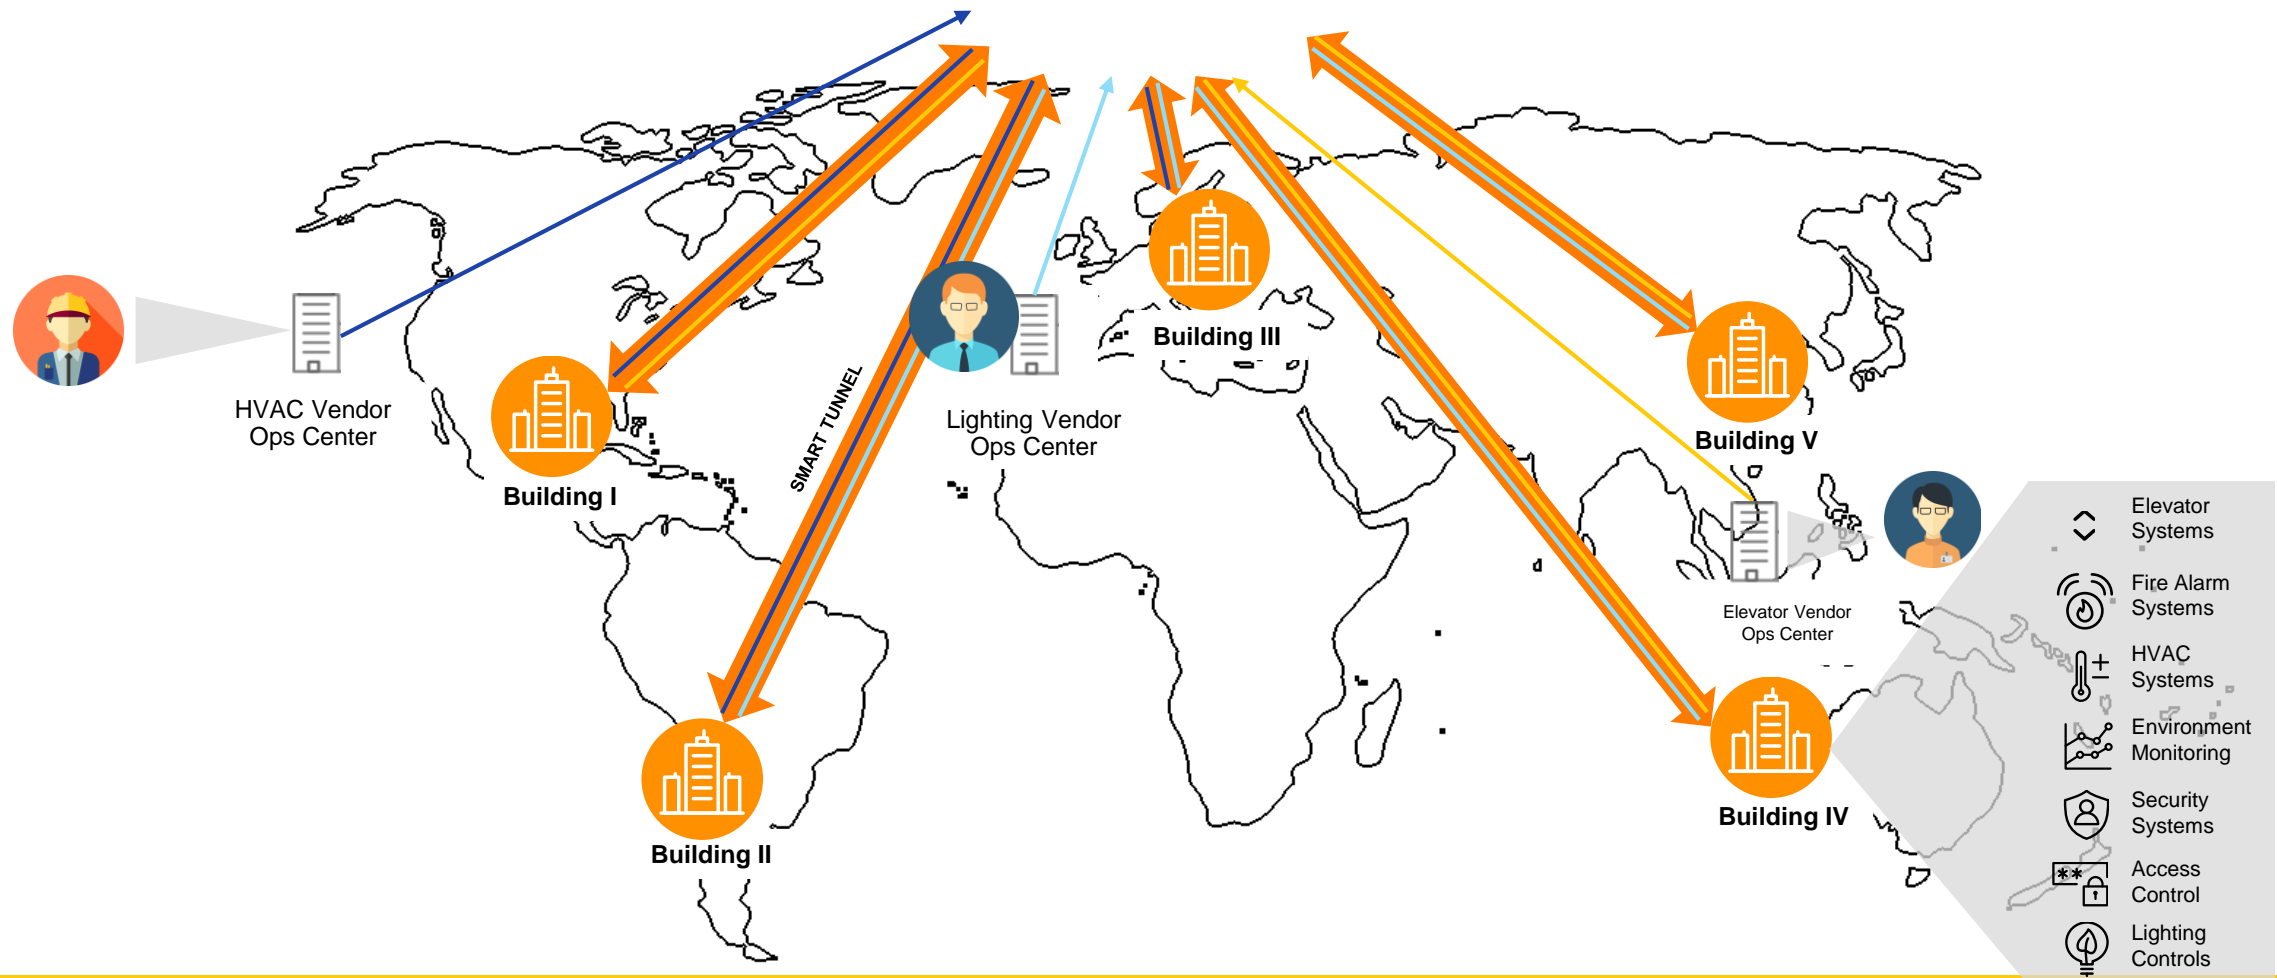 HVAC Vendor
Ops Center
Building I
SMART TUNNEL
Building II
Lighting Vendor
Ops Center
Building III
Building V
Elevator Vendor
Ops Center
Building IV
Elevator
Systems
Fire Alarm
Systems
HVAC
Systems
Environment
Monitoring
Security
Systems
**
Access
Control
Lighting
Controls